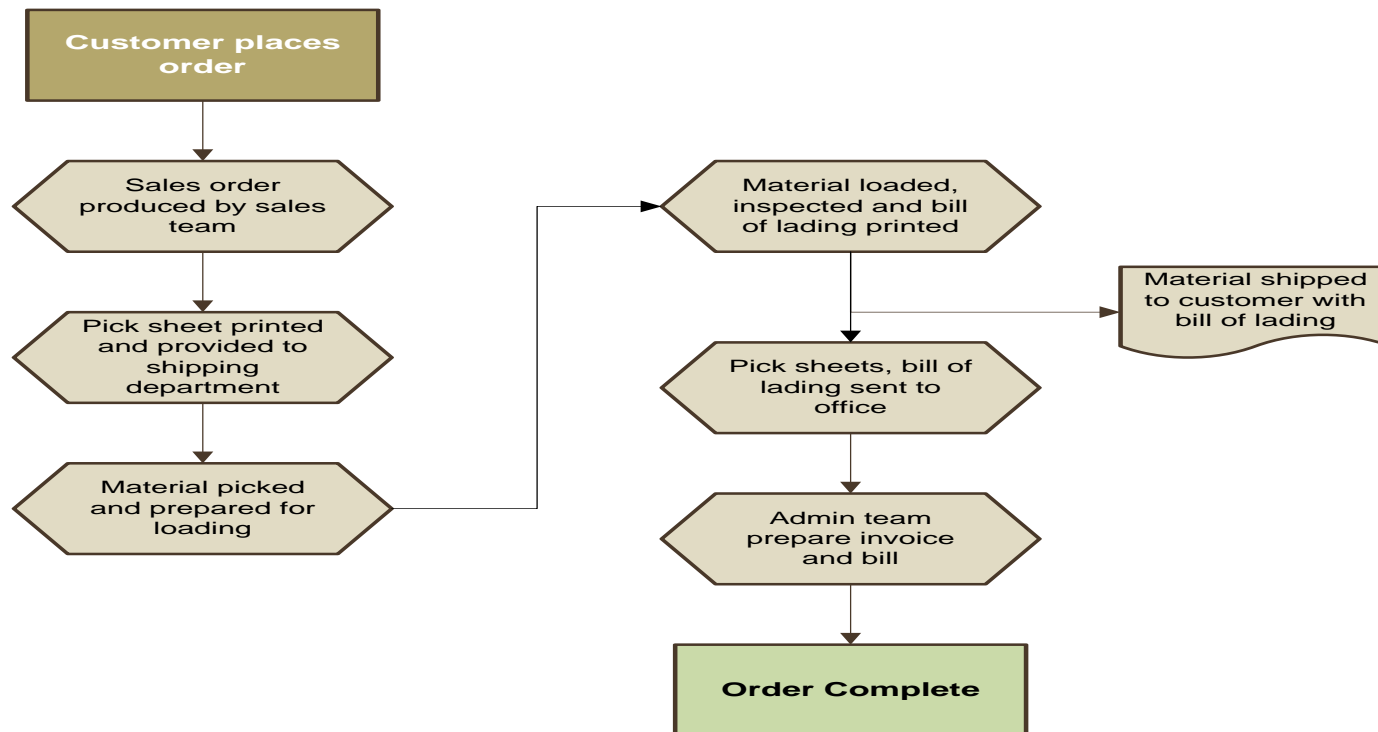 Customer places
order
Sales order
produced by sales
team
Pick sheet printed
and provided to
shipping
department
Material picked
and prepared for
loading
Material loaded,
inspected and bill
of lading printed
Material shipped
to customer with
bill of lading
Pick sheets, bill of
lading sent to
office
Admin team
prepare invoice
and bill
Order Complete